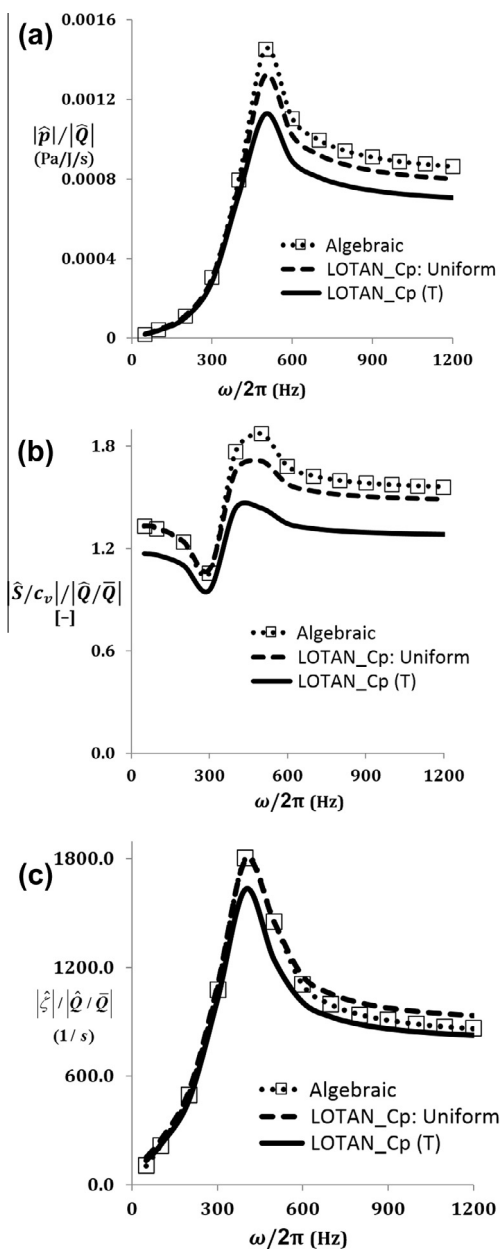 (a)
0.0016
0.0012
|p̂|/|Q̂|
(Pa/J/s)
0.0008
0.0004
0
Algebraic
LOTAN_Cp: Uniform
LOTAN_Cp (T)
0 300 600 900 1200
ω/2π (Hz)
(b)
1.8
1.2
|Ŝ/c_v|/|Q̂/Q̄|
[–]
0.6
0.0
Algebraic
LOTAN_Cp: Uniform
LOTAN_Cp (T)
0 300 600 900 1200
ω/2π (Hz)
(c)
1800.0
1200.0
|ζ̂|/|Q̂/Q̄|
(1/s)
600.0
0.0
Algebraic
LOTAN_Cp: Uniform
LOTAN_Cp (T)
0 300 600 900 1200
ω/2π (Hz)